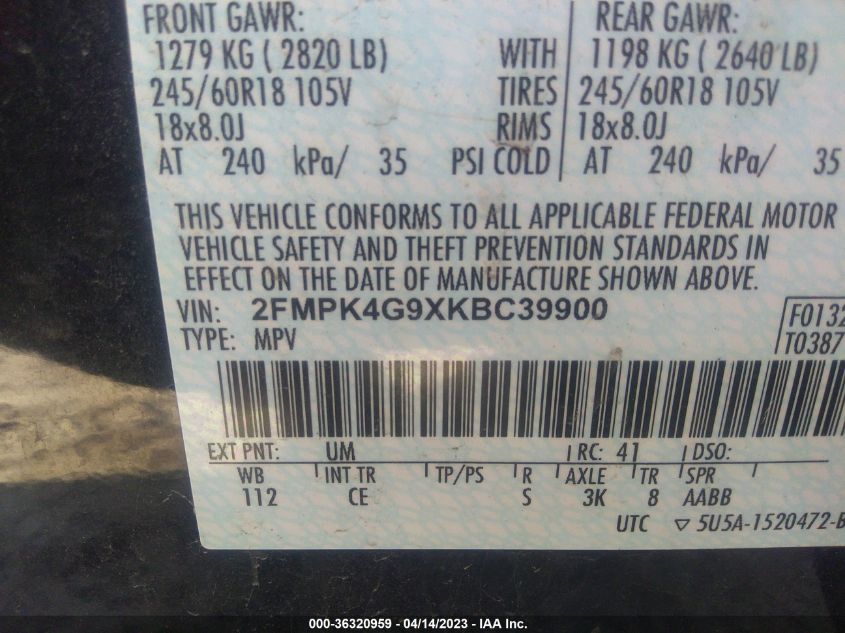 FRONT GAWR: REAR GAWR:
1279 KG ( 2820 LB) WITH 1198 KG ( 2640 LB)
245/60R18 105V TIRES 245/60R18 105V
18x8.0J RIMS 18x8.0J
AT 240 kPa/ 35 PSI COLD AT 240 kPa/ 35
THIS VEHICLE CONFORMS TO ALL APPLICABLE FEDERAL MOTOR
VEHICLE SAFETY AND THEFT PREVENTION STANDARDS IN
EFFECT ON THE DATE OF MANUFACTURE SHOWN ABOVE.
VIN: 2FMPK4G9XKBC39900 F0132
TYPE: MPV T0387
EXT PNT: UM RC: 41 DSO:
WB INT TR TP/PS R AXLE TR SPR
112 CE S 3K 8 AABB
UTC ▽ 5U5A-1520472-B
000-36320959 - 04/14/2023 - IAA Inc.